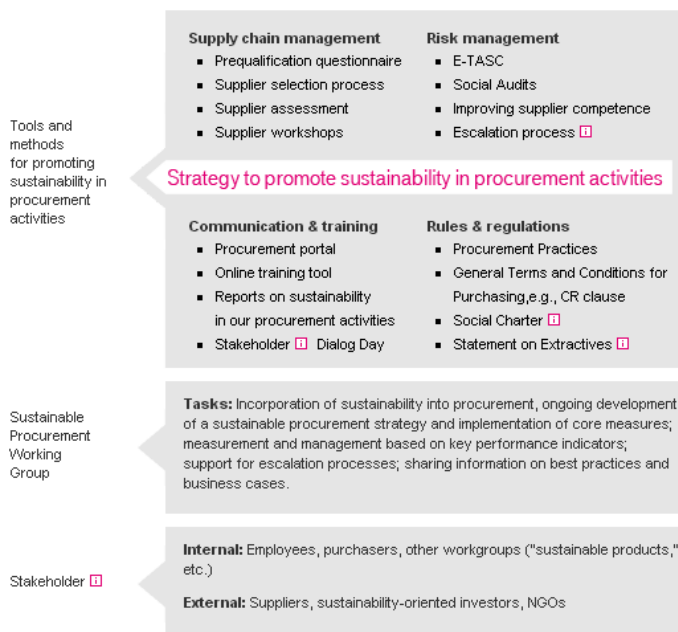 Supply chain management
Prequalification questionnaire
Supplier selection process
Supplier assessment
Supplier workshops
Risk management
E-TASC
Social Audits
Improving supplier competence
Escalation process i
Tools and
methods
for promoting
sustainability in
procurement
activities
Strategy to promote sustainability in procurement activities
Communication & training
Procurement portal
Online training tool
Reports on sustainability
in our procurement activities
Stakeholder i Dialog Day
Rules & regulations
Procurement Practices
General Terms and Conditions for
Purchasing,e.g., CR clause
Social Charter i
Statement on Extractives i
Sustainable
Procurement
Working
Group
Tasks: Incorporation of sustainability into procurement, ongoing development
of a sustainable procurement strategy and implementation of core measures;
measurement and management based on key performance indicators;
support for escalation processes; sharing information on best practices and
business cases.
Stakeholder i
Internal: Employees, purchasers, other workgroups ("sustainable products,"
etc.)
External: Suppliers, sustainability-oriented investors, NGOs